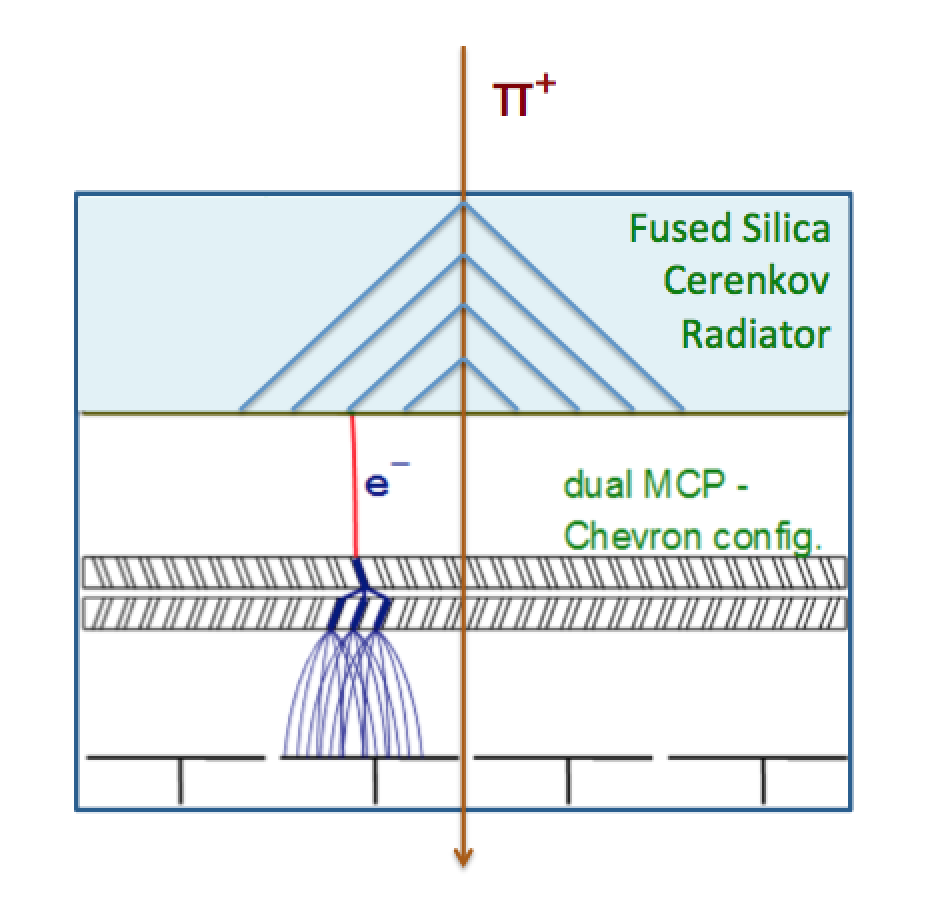 π⁺
Fused Silica
Cerenkov
Radiator
e⁻
dual MCP -
Chevron config.